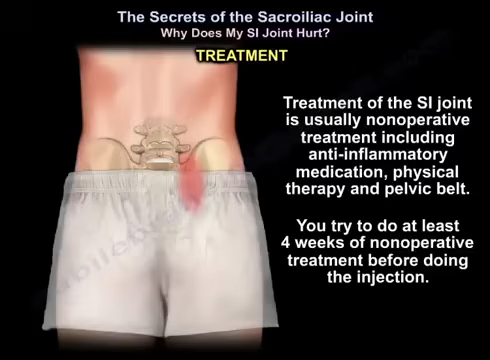 The Secrets of the Sacroiliac Joint
Why Does My SI Joint Hurt?
TREATMENT
Treatment of the SI joint
is usually nonoperative
treatment including
anti-inflammatory
medication, physical
therapy and pelvic belt.
You try to do at least
4 weeks of nonoperative
treatment before doing
the injection.